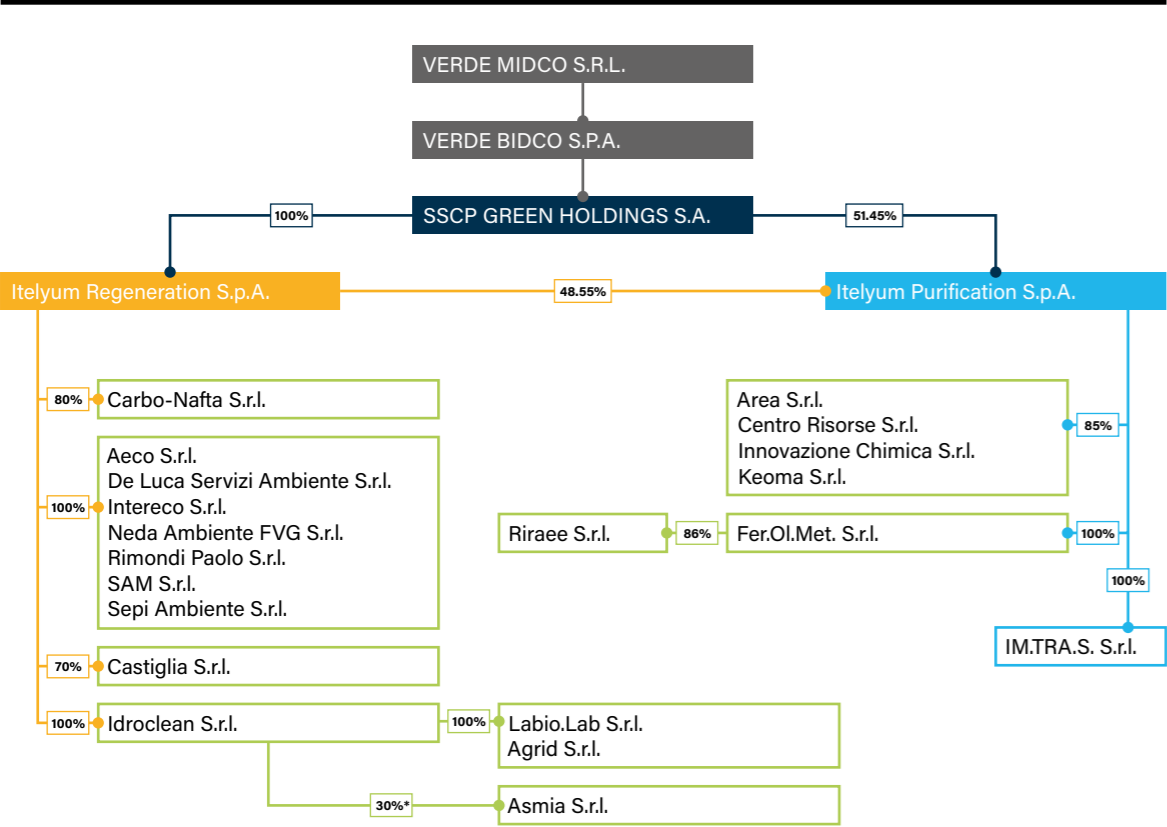 VERDE MIDCO S.R.L.
VERDE BIDCO S.P.A.
100%
SSCP GREEN HOLDINGS S.A.
51.45%
Itelyum Regeneration S.p.A.
48.55%
Itelyum Purification S.p.A.
80%
Carbo-Nafta S.r.l.
100%
Aeco S.r.l.
De Luca Servizi Ambiente S.r.l.
Intereco S.r.l.
Neda Ambiente FVG S.r.l.
Rimondi Paolo S.r.l.
SAM S.r.l.
Sepi Ambiente S.r.l.
70%
Castiglia S.r.l.
100%
Idroclean S.r.l.
100%
Labio.Lab S.r.l.
Agrid S.r.l.
30%*
Asmia S.r.l.
Area S.r.l.
Centro Risorse S.r.l.
Innovazione Chimica S.r.l.
Keoma S.r.l.
85%
Riraee S.r.l.
86%
Fer.Ol.Met. S.r.l.
100%
100%
IM.TRA.S. S.r.l.